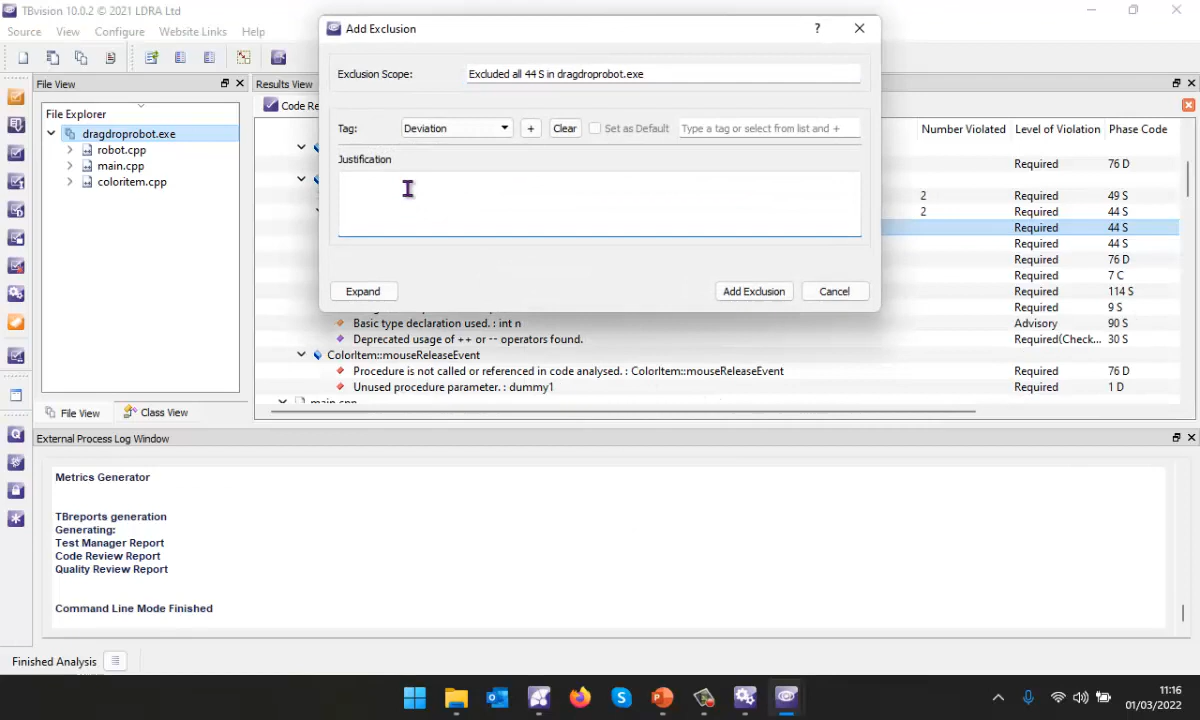 TBvision 10.0.2 © 2021 LDRA Ltd
Source View Configure Website Links Help
Add Exclusion ?
Exclusion Scope: Excluded all 44 S in dragdroprobot.exe
Tag: Deviation + Clear Set as Default Type a tag or select from list and +
Justification
Expand Add Exclusion Cancel
File View
File Explorer
dragdroprobot.exe
robot.cpp
main.cpp
coloritem.cpp
File View Class View
Results View
Code Re
Number Violated Level of Violation Phase Code
Required 76 D
2 Required 49 S
2 Required 44 S
Required 44 S
Required 44 S
Required 76 D
Required 7 C
Required 114 S
Required 9 S
Basic type declaration used. : int n Advisory 90 S
Deprecated usage of ++ or -- operators found. Required(Check... 30 S
ColorItem::mouseReleaseEvent
Procedure is not called or referenced in code analysed. : ColorItem::mouseReleaseEvent Required 76 D
Unused procedure parameter. : dummy1 Required 1 D
main.cpp
External Process Log Window
Metrics Generator
TBreports generation
Generating:
Test Manager Report
Code Review Report
Quality Review Report
Command Line Mode Finished
Finished Analysis
11:16
01/03/2022